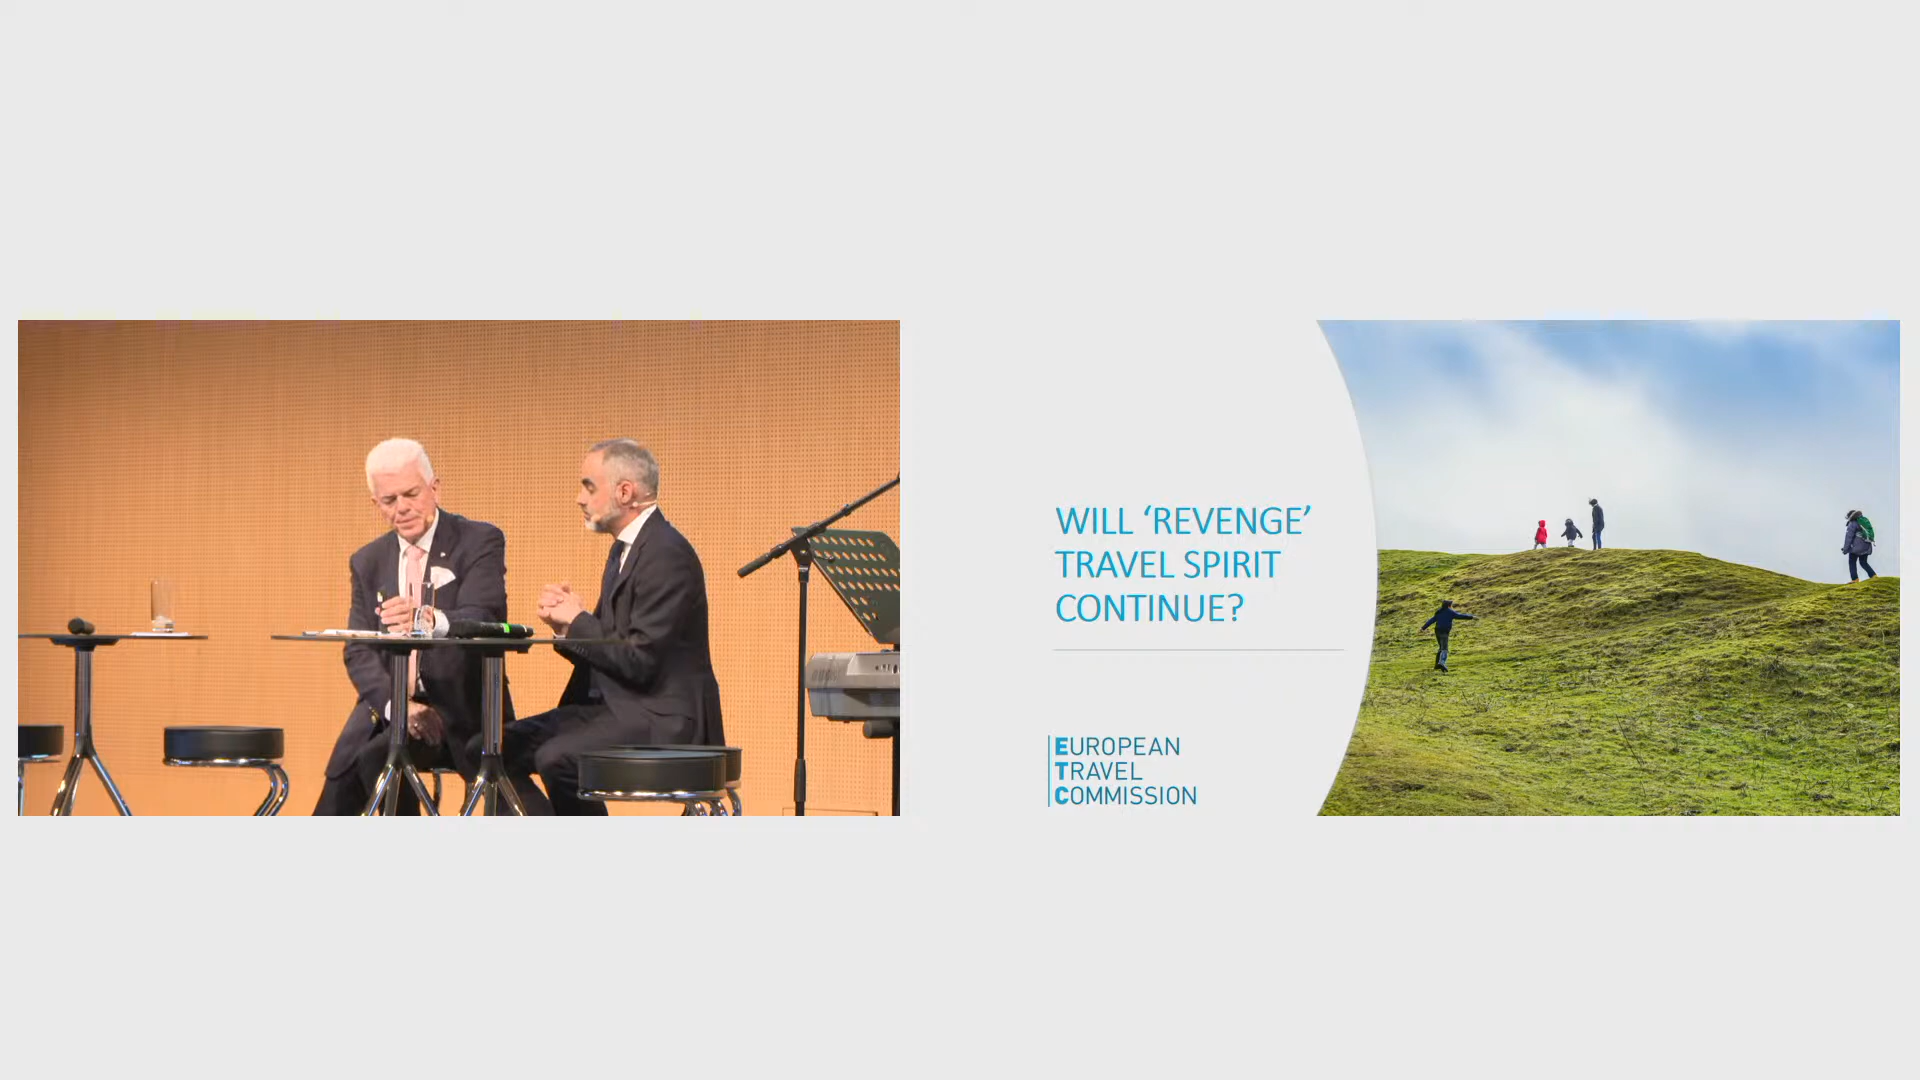 WILL ‘REVENGE’
TRAVEL SPIRIT
CONTINUE?
EUROPEAN
TRAVEL
COMMISSION